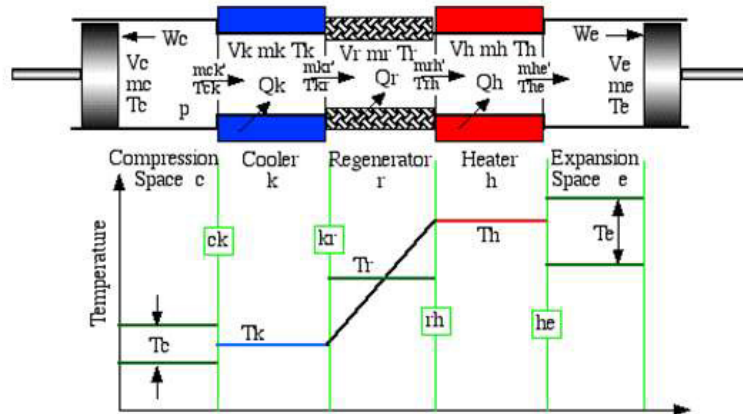 Wc
We
Vc
mc
Tc
p
Vk mk Tk
Vr mr Tr
Vh mh Th
Ve
me
Te
mck'
Tck
mkr'
Tkr
mrh'
Trh
mhe'
The
Qk
Qr
Qh
Compression
Space c
Cooler
k
Regenerator
r
Heater
h
Expansion
Space e
Temperature
ck
kr
rh
he
Tc
Tk
Tr
Th
Te